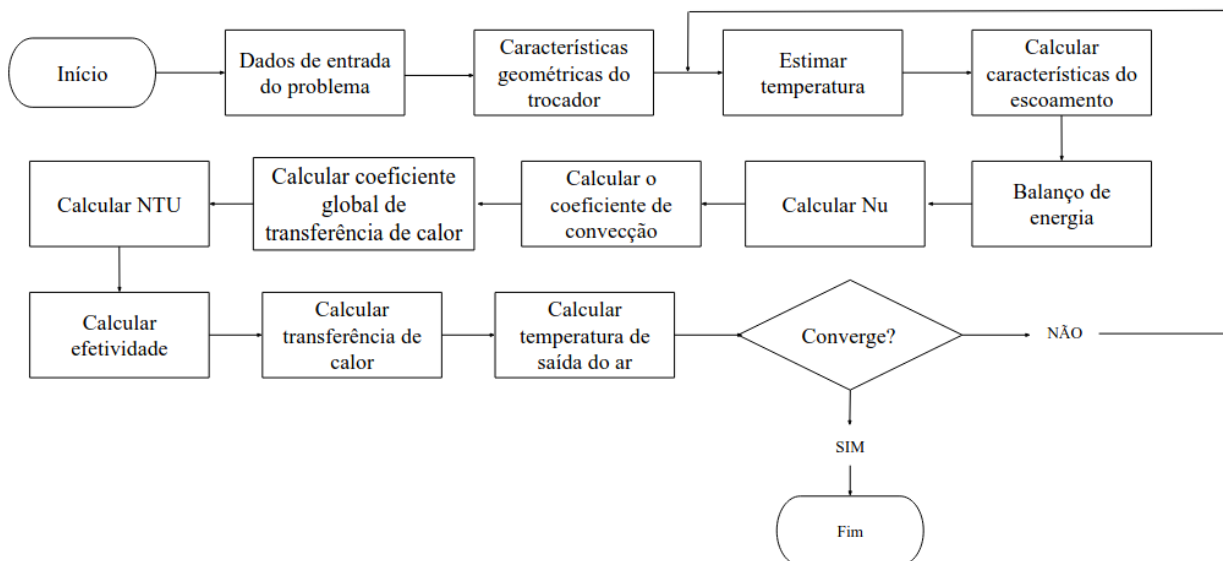 Início
Dados de entrada
do problema
Características
geométricas do
trocador
Estimar
temperatura
Calcular
características do
escoamento
Balanço de
energia
Calcular Nu
Calcular o
coeficiente de
convecção
Calcular coeficiente
global de
transferência de calor
Calcular NTU
Calcular
efetividade
Calcular
transferência de
calor
Calcular
temperatura de
saída do ar
Converge?
NÃO
SIM
Fim